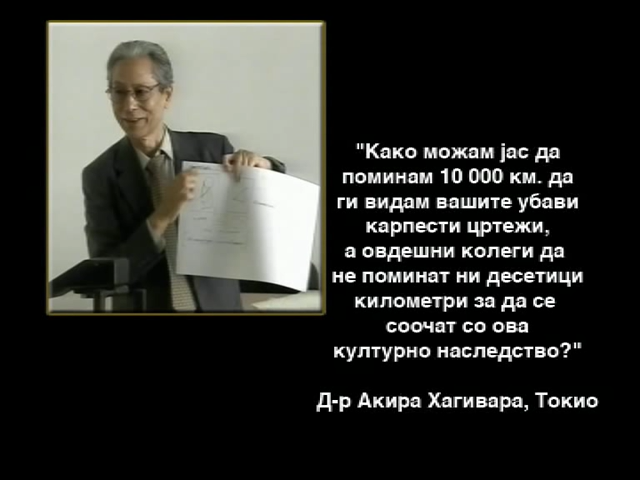 "Како можам јас да
поминам 10 000 км. да
ги видам вашите убави
карпести цртежи,
а овдешни колеги да
не поминат ни десетици
километри за да се
соочат со ова
културно наследство?"
Д-р Акира Хагивара, Токио